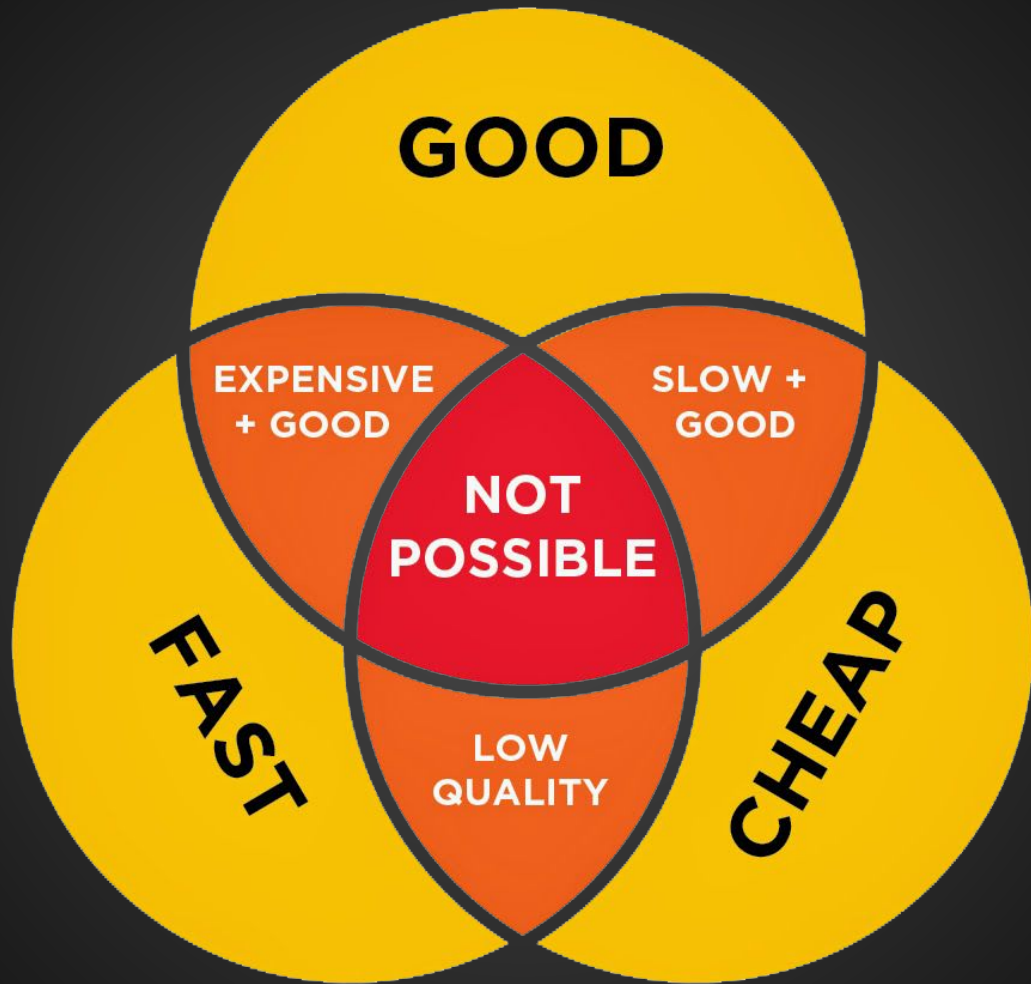 GOOD
EXPENSIVE
+ GOOD
SLOW +
GOOD
NOT
POSSIBLE
FAST
CHEAP
LOW
QUALITY